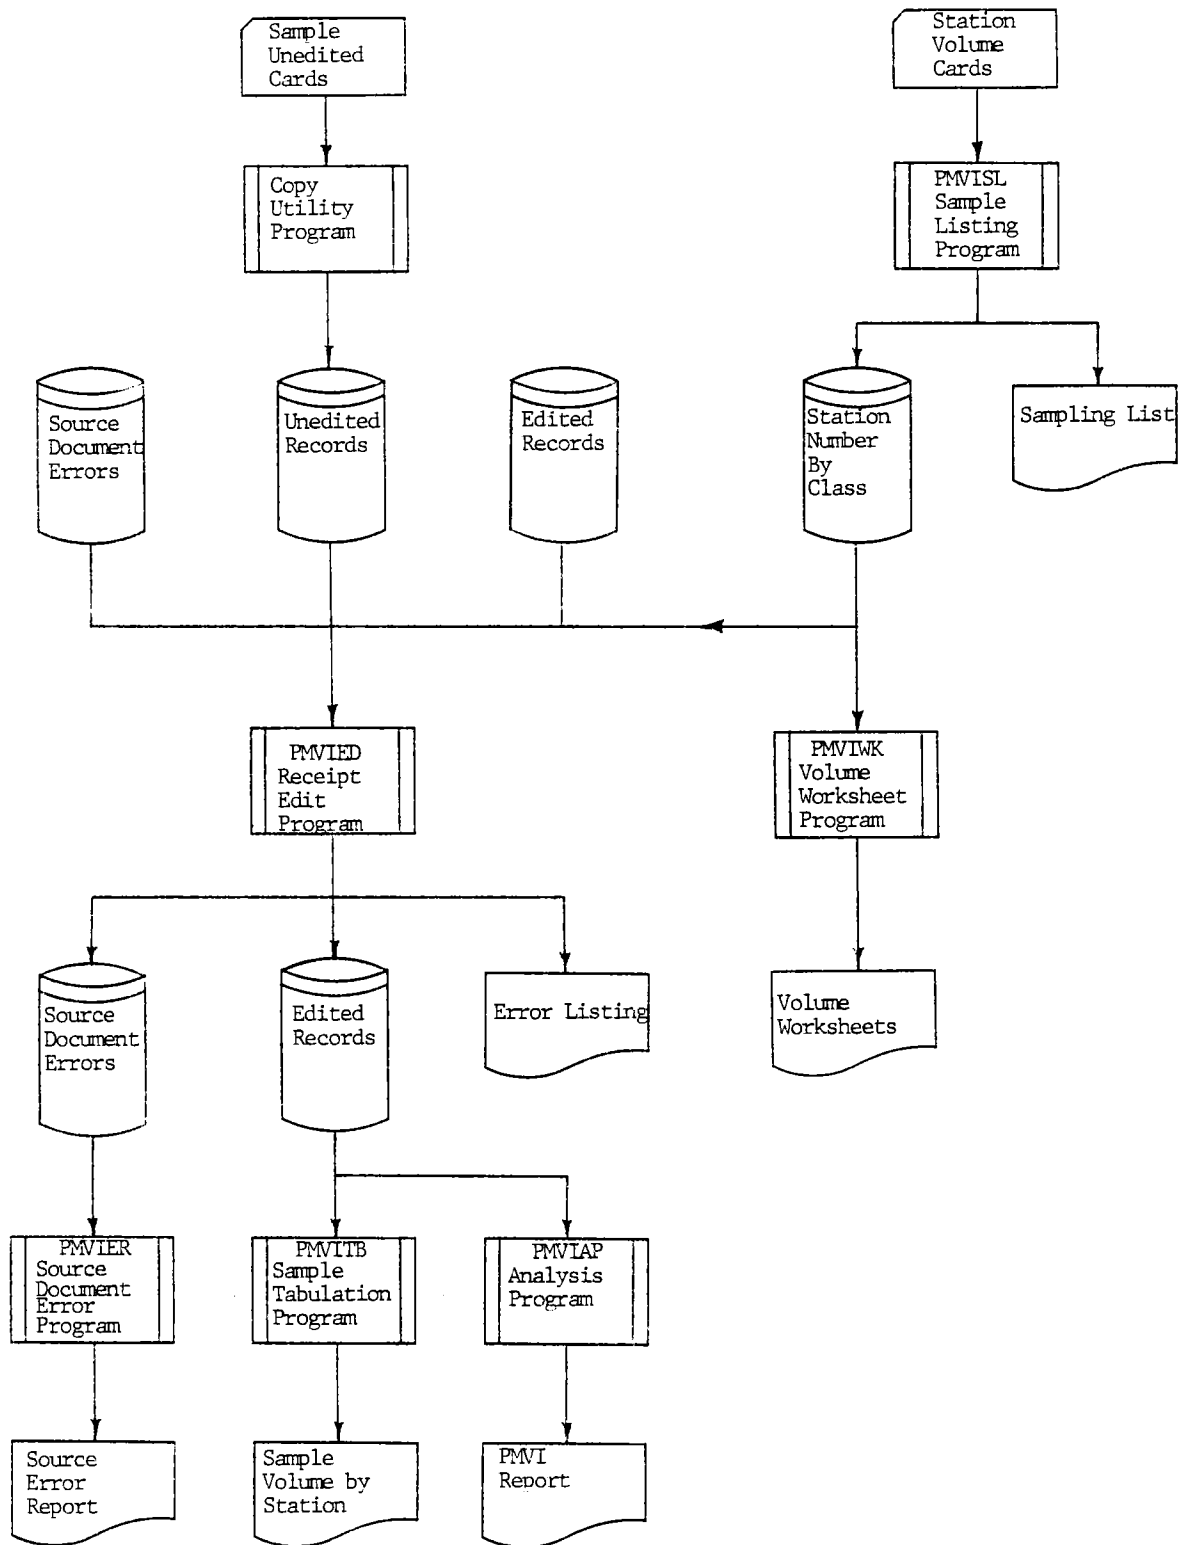 Sample
Unedited
Cards
Station
Volume
Cards
Copy
Utility
Program
PMVISL
Sample
Listing
Program
Source
Document
Errors
Unedited
Records
Edited
Records
Station
Number
By
Class
Sampling List
PMVIED
Receipt
Edit
Program
PMVIWK
Volume
Worksheet
Program
Source
Document
Errors
Edited
Records
Error Listing
Volume
Worksheets
PMVIER
Source
Document
Error
Program
PMVITB
Sample
Tabulation
Program
PMVIAP
Analysis
Program
Source
Error
Report
Sample
Volume by
Station
PMVI
Report